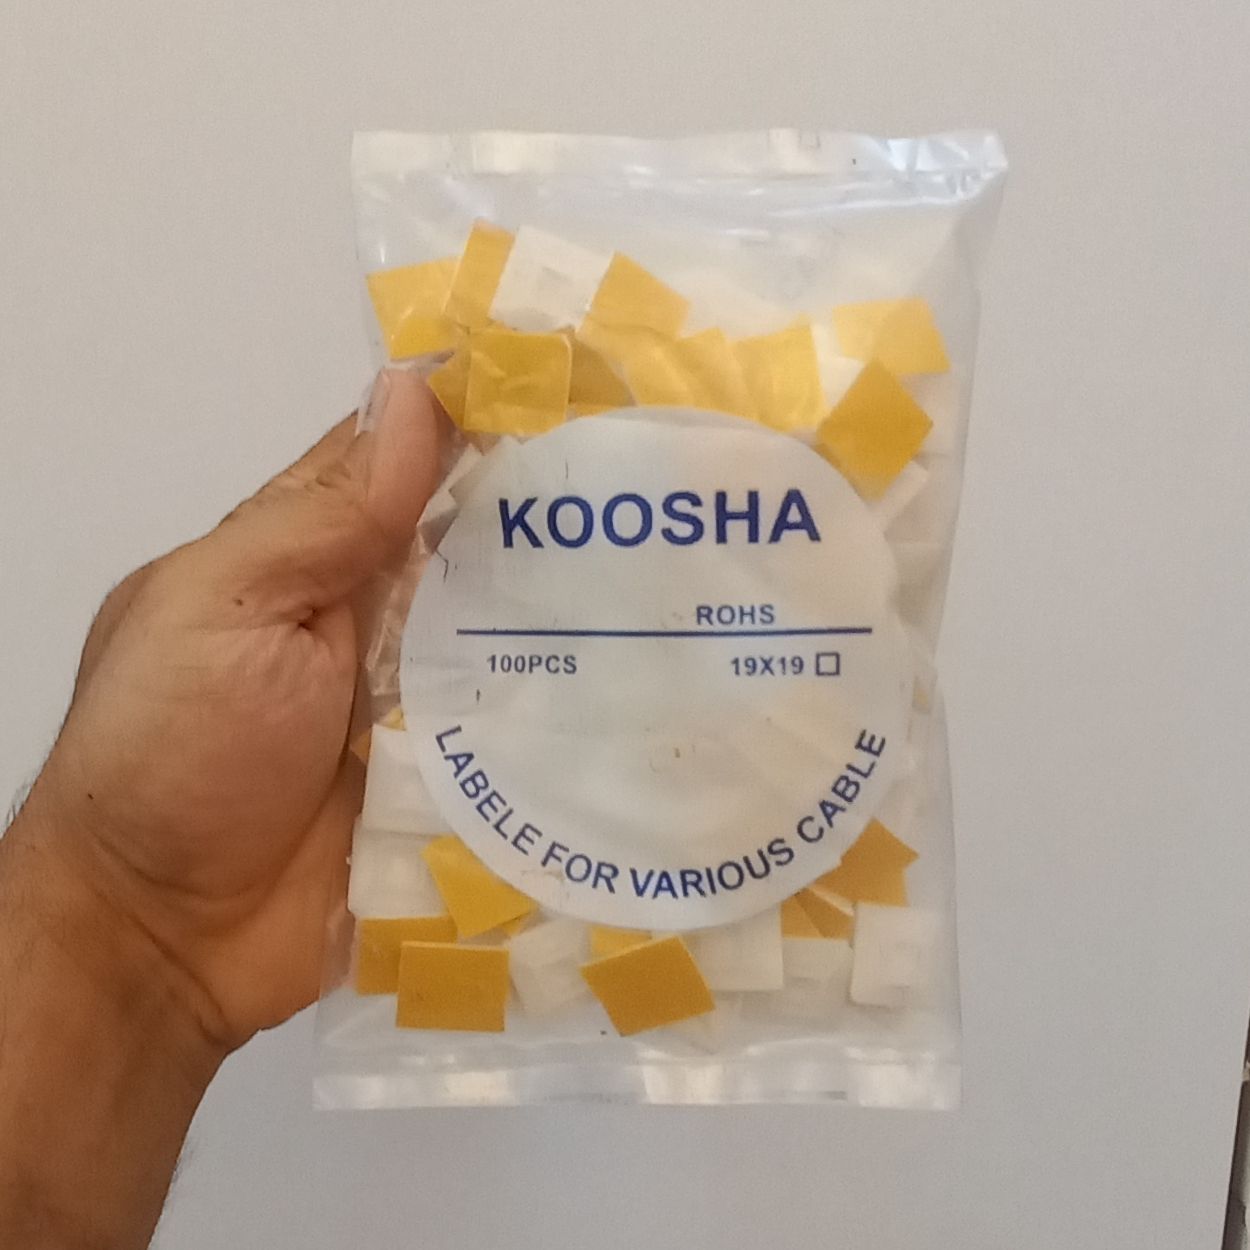 KOOSHA
ROHS
100PCS 19X19
LABELE FOR VARIOUS CABLE